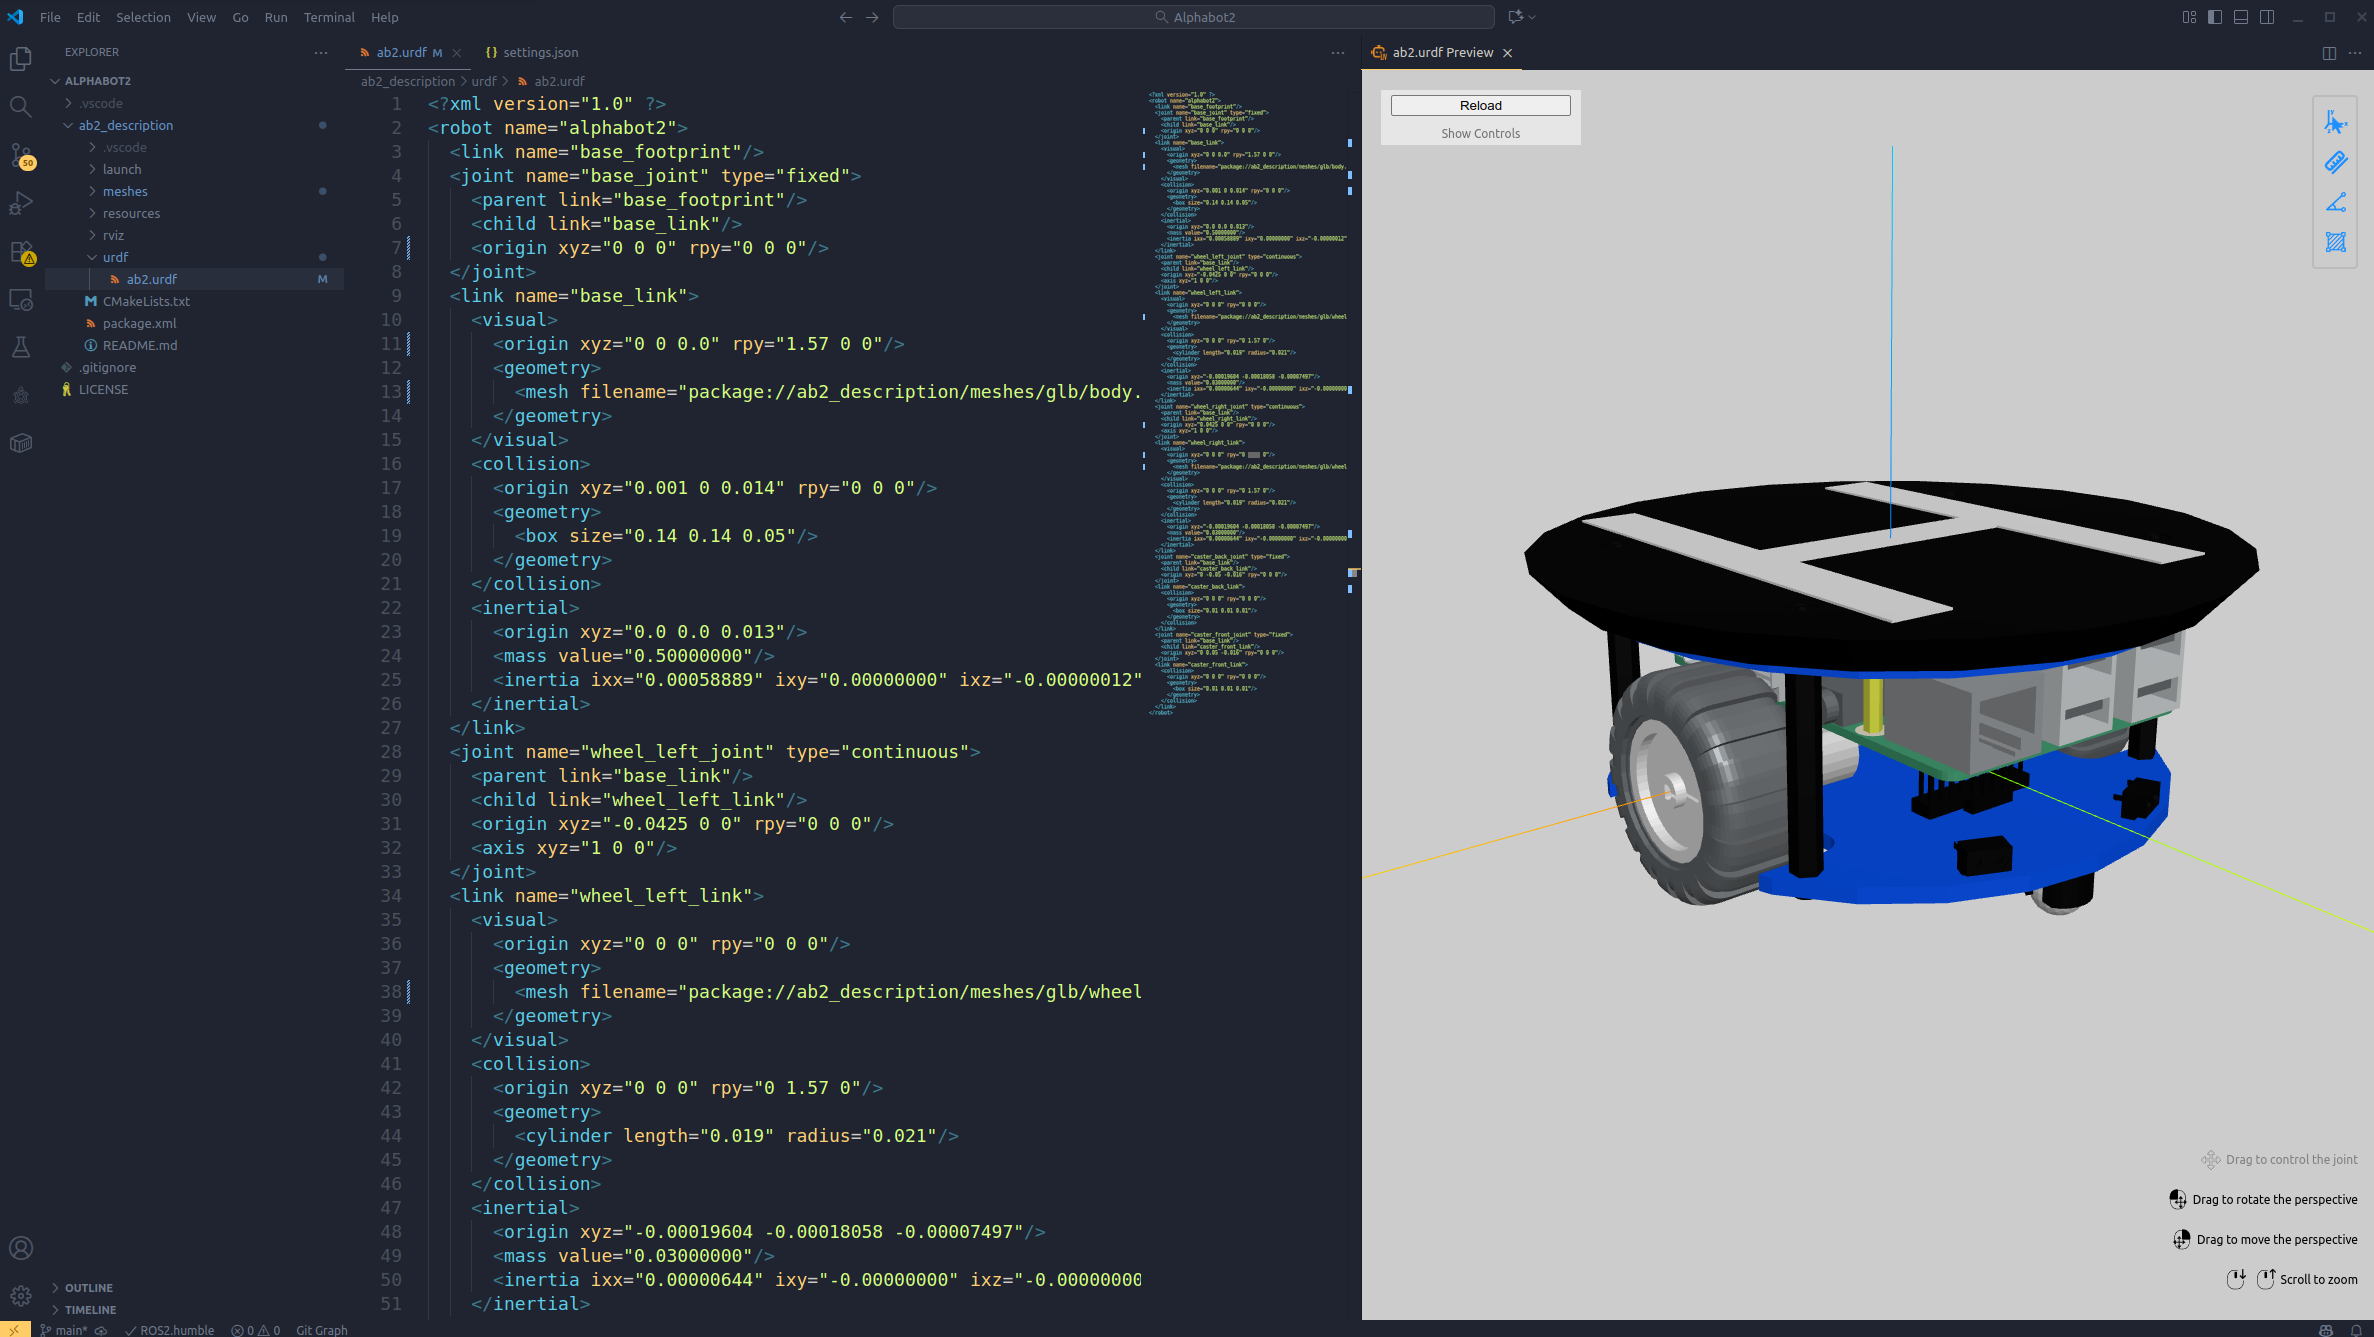 File Edit Selection View Go Run Terminal Help
Alphabot2
EXPLORER
ALPHABOT2
.vscode
ab2_description
.vscode
launch
meshes
resources
rviz
urdf
ab2.urdf M
CMakeLists.txt
package.xml
README.md
.gitignore
LICENSE
OUTLINE
TIMELINE
50
ab2.urdf M
settings.json
ab2_description > urdf > ab2.urdf
1 <?xml version="1.0" ?>
2 <robot name="alphabot2">
3 <link name="base_footprint"/>
4 <joint name="base_joint" type="fixed">
5 <parent link="base_footprint"/>
6 <child link="base_link"/>
7 <origin xyz="0 0 0" rpy="0 0 0"/>
8 </joint>
9 <link name="base_link">
10 <visual>
11 <origin xyz="0 0 0.0" rpy="1.57 0 0"/>
12 <geometry>
13 <mesh filename="package://ab2_description/meshes/glb/body.
14 </geometry>
15 </visual>
16 <collision>
17 <origin xyz="0.001 0 0.014" rpy="0 0 0"/>
18 <geometry>
19 <box size="0.14 0.14 0.05"/>
20 </geometry>
21 </collision>
22 <inertial>
23 <origin xyz="0.0 0.0 0.013"/>
24 <mass value="0.50000000"/>
25 <inertia ixx="0.00058889" ixy="0.00000000" ixz="-0.00000012"
26 </inertial>
27 </link>
28 <joint name="wheel_left_joint" type="continuous">
29 <parent link="base_link"/>
30 <child link="wheel_left_link"/>
31 <origin xyz="-0.0425 0 0" rpy="0 0 0"/>
32 <axis xyz="1 0 0"/>
33 </joint>
34 <link name="wheel_left_link">
35 <visual>
36 <origin xyz="0 0 0" rpy="0 0 0"/>
37 <geometry>
38 <mesh filename="package://ab2_description/meshes/glb/wheel
39 </geometry>
40 </visual>
41 <collision>
42 <origin xyz="0 0 0" rpy="0 1.57 0"/>
43 <geometry>
44 <cylinder length="0.019" radius="0.021"/>
45 </geometry>
46 </collision>
47 <inertial>
48 <origin xyz="-0.00019604 -0.00018058 -0.00007497"/>
49 <mass value="0.03000000"/>
50 <inertia ixx="0.00000644" ixy="-0.00000000" ixz="-0.00000000
51 </inertial>
ab2.urdf Preview
Reload
Show Controls
Drag to control the joint
Drag to rotate the perspective
Drag to move the perspective
Scroll to zoom
main* ROS2.humble 0 0 Git Graph